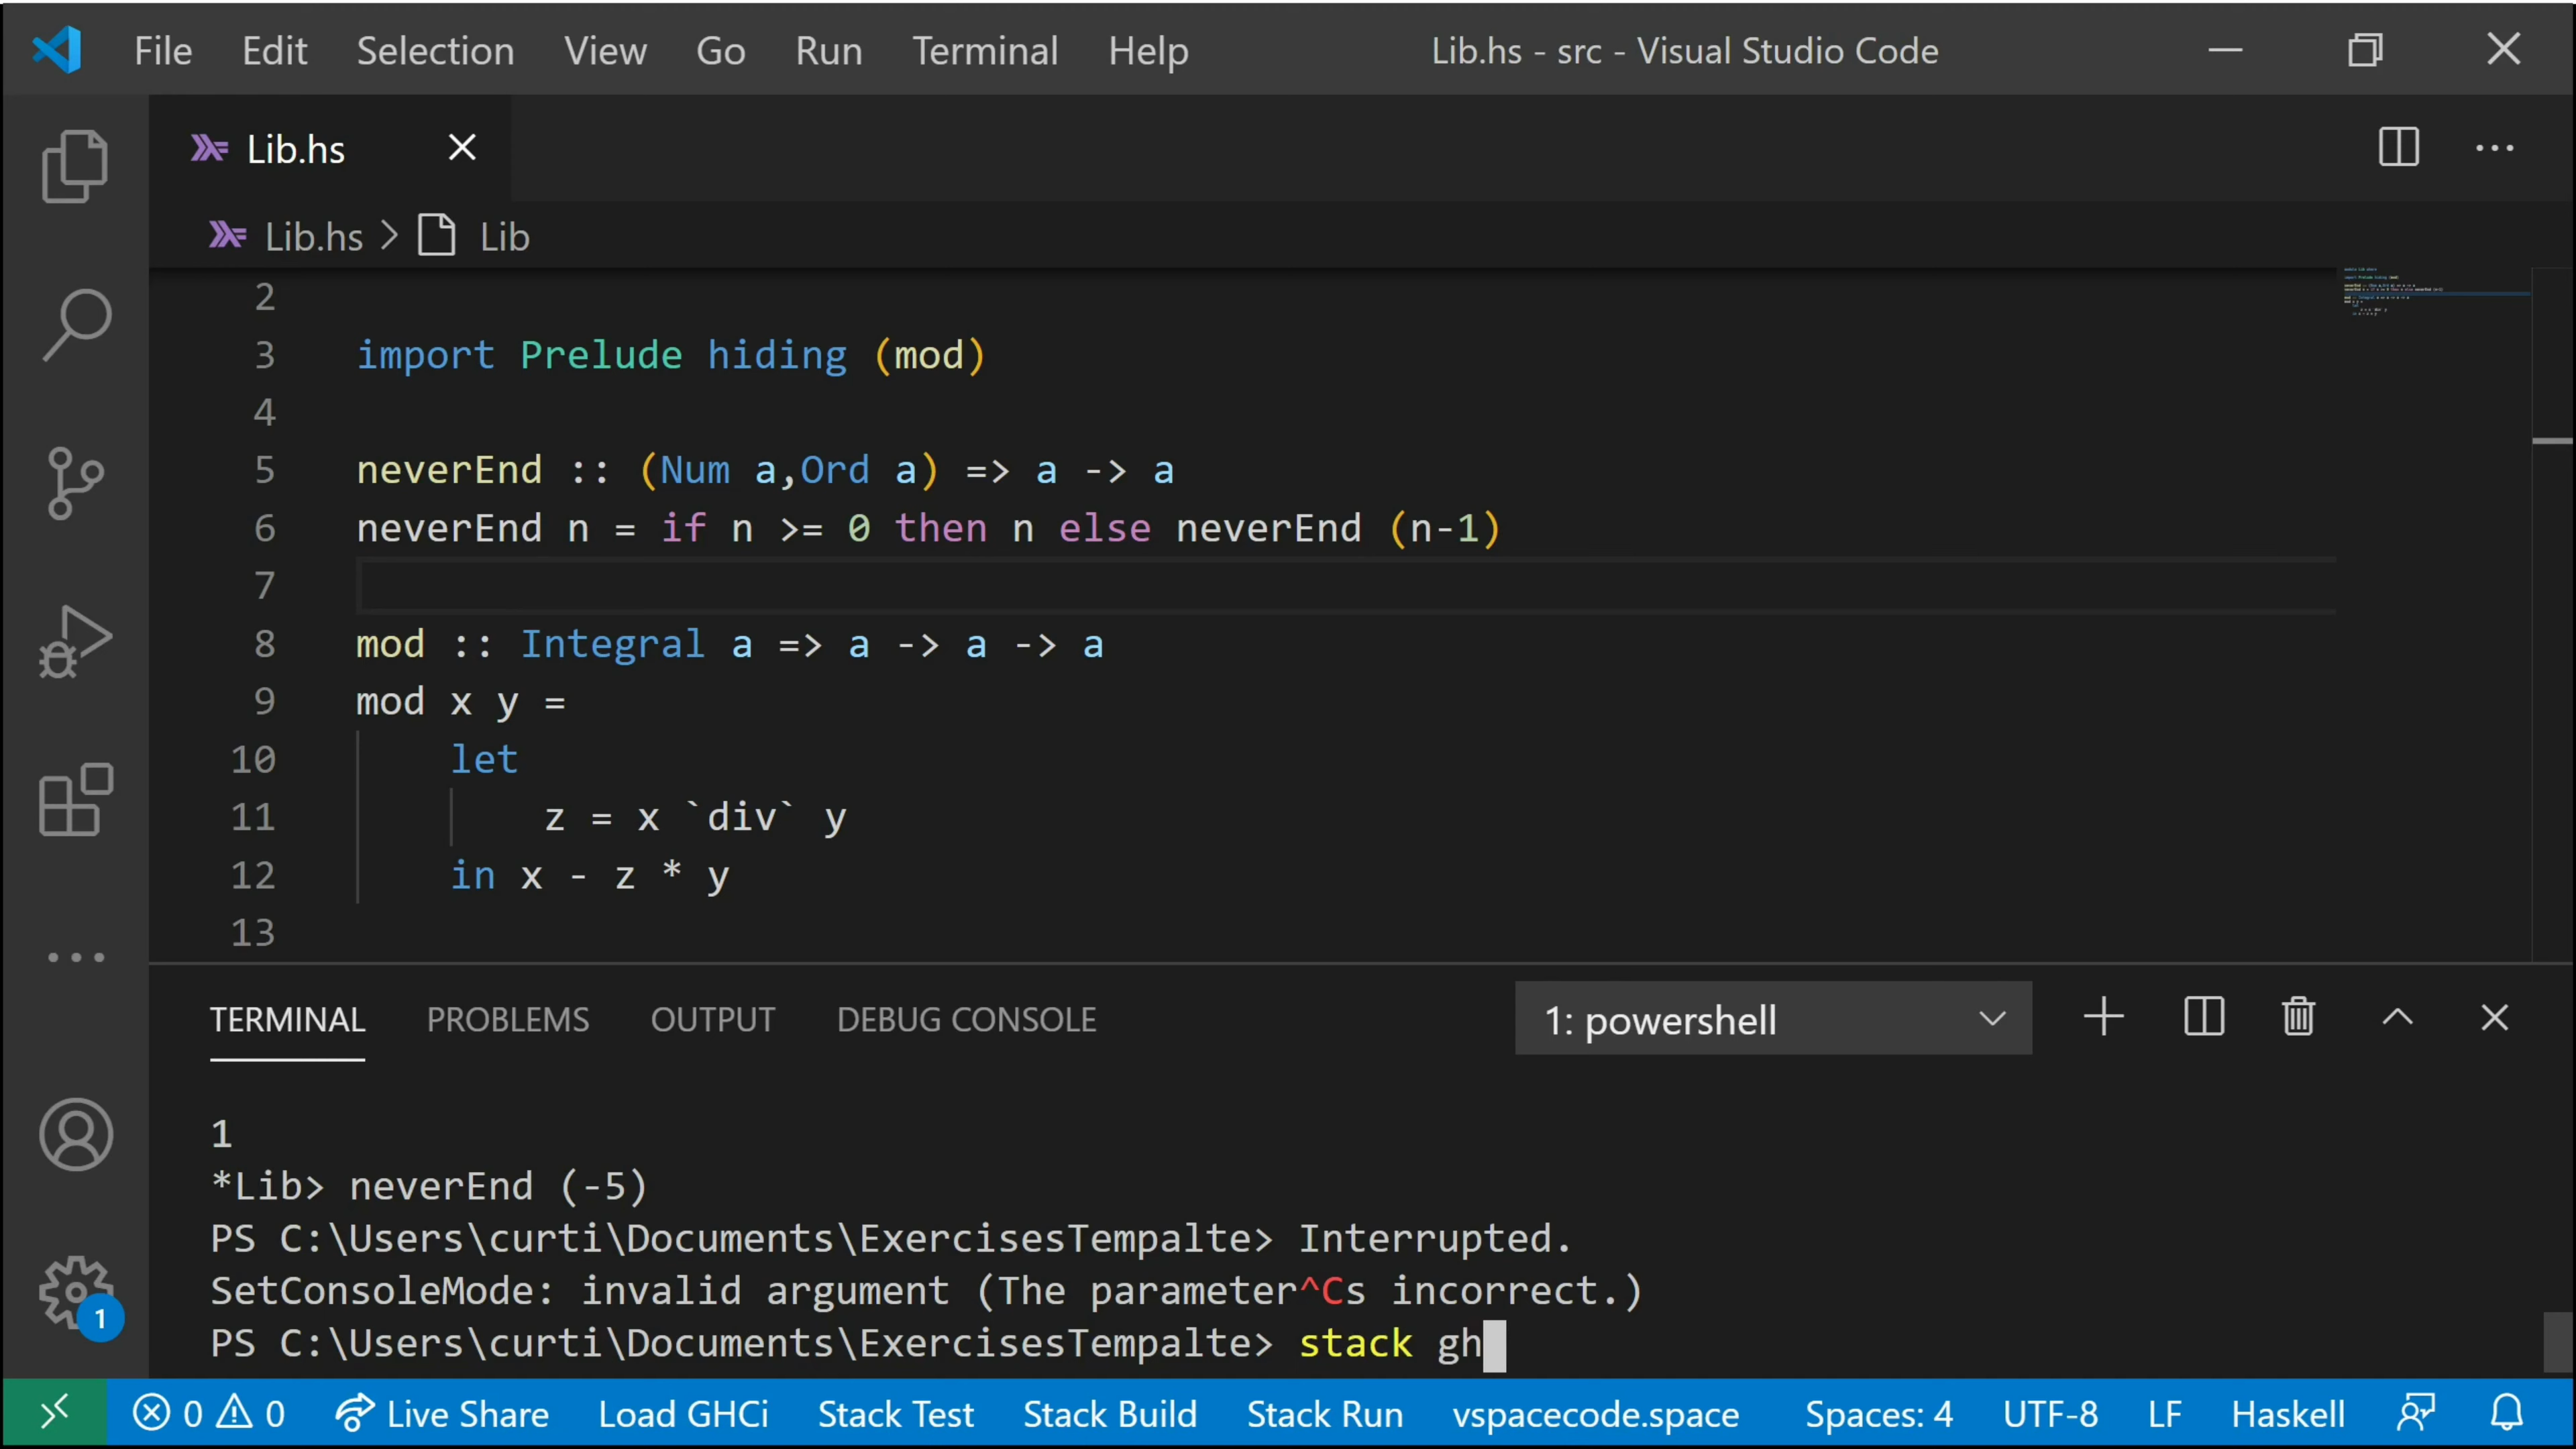 File Edit Selection View Go Run Terminal Help Lib.hs - src - Visual Studio Code
Lib.hs
Lib.hs > Lib
2
3 import Prelude hiding (mod)
4
5 neverEnd :: (Num a,Ord a) => a -> a
6 neverEnd n = if n >= 0 then n else neverEnd (n-1)
7
8 mod :: Integral a => a -> a -> a
9 mod x y =
10 let
11 z = x `div` y
12 in x - z * y
13
TERMINAL PROBLEMS OUTPUT DEBUG CONSOLE 1: powershell
1
*Lib> neverEnd (-5)
PS C:\Users\curti\Documents\ExercisesTempalte> Interrupted.
SetConsoleMode: invalid argument (The parameter^Cs incorrect.)
PS C:\Users\curti\Documents\ExercisesTempalte> stack gh
1
0 0 Live Share Load GHCi Stack Test Stack Build Stack Run vspacecode.space Spaces: 4 UTF-8 LF Haskell